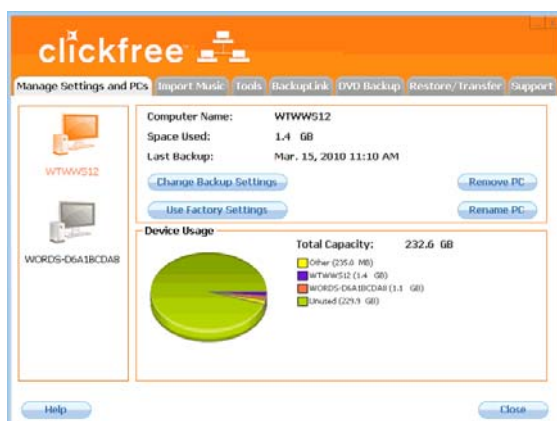 clickfree
Manage Settings and PCs Import Music Tools BackupLink DVD Backup Restore/Transfer Support
WTWW512
WORDS-D6A1BCDA8
Computer Name: WTWW512
Space Used: 1.4 GB
Last Backup: Mar. 15, 2010 11:10 AM
Change Backup Settings Remove PC
Use Factory Settings Rename PC
Device Usage
Total Capacity: 232.6 GB
Other (235.0 MB)
WTWW512 (1.4 GB)
WORDS-D6A1BCDA8 (1.1 GB)
Unused (229.9 GB)
Help Close